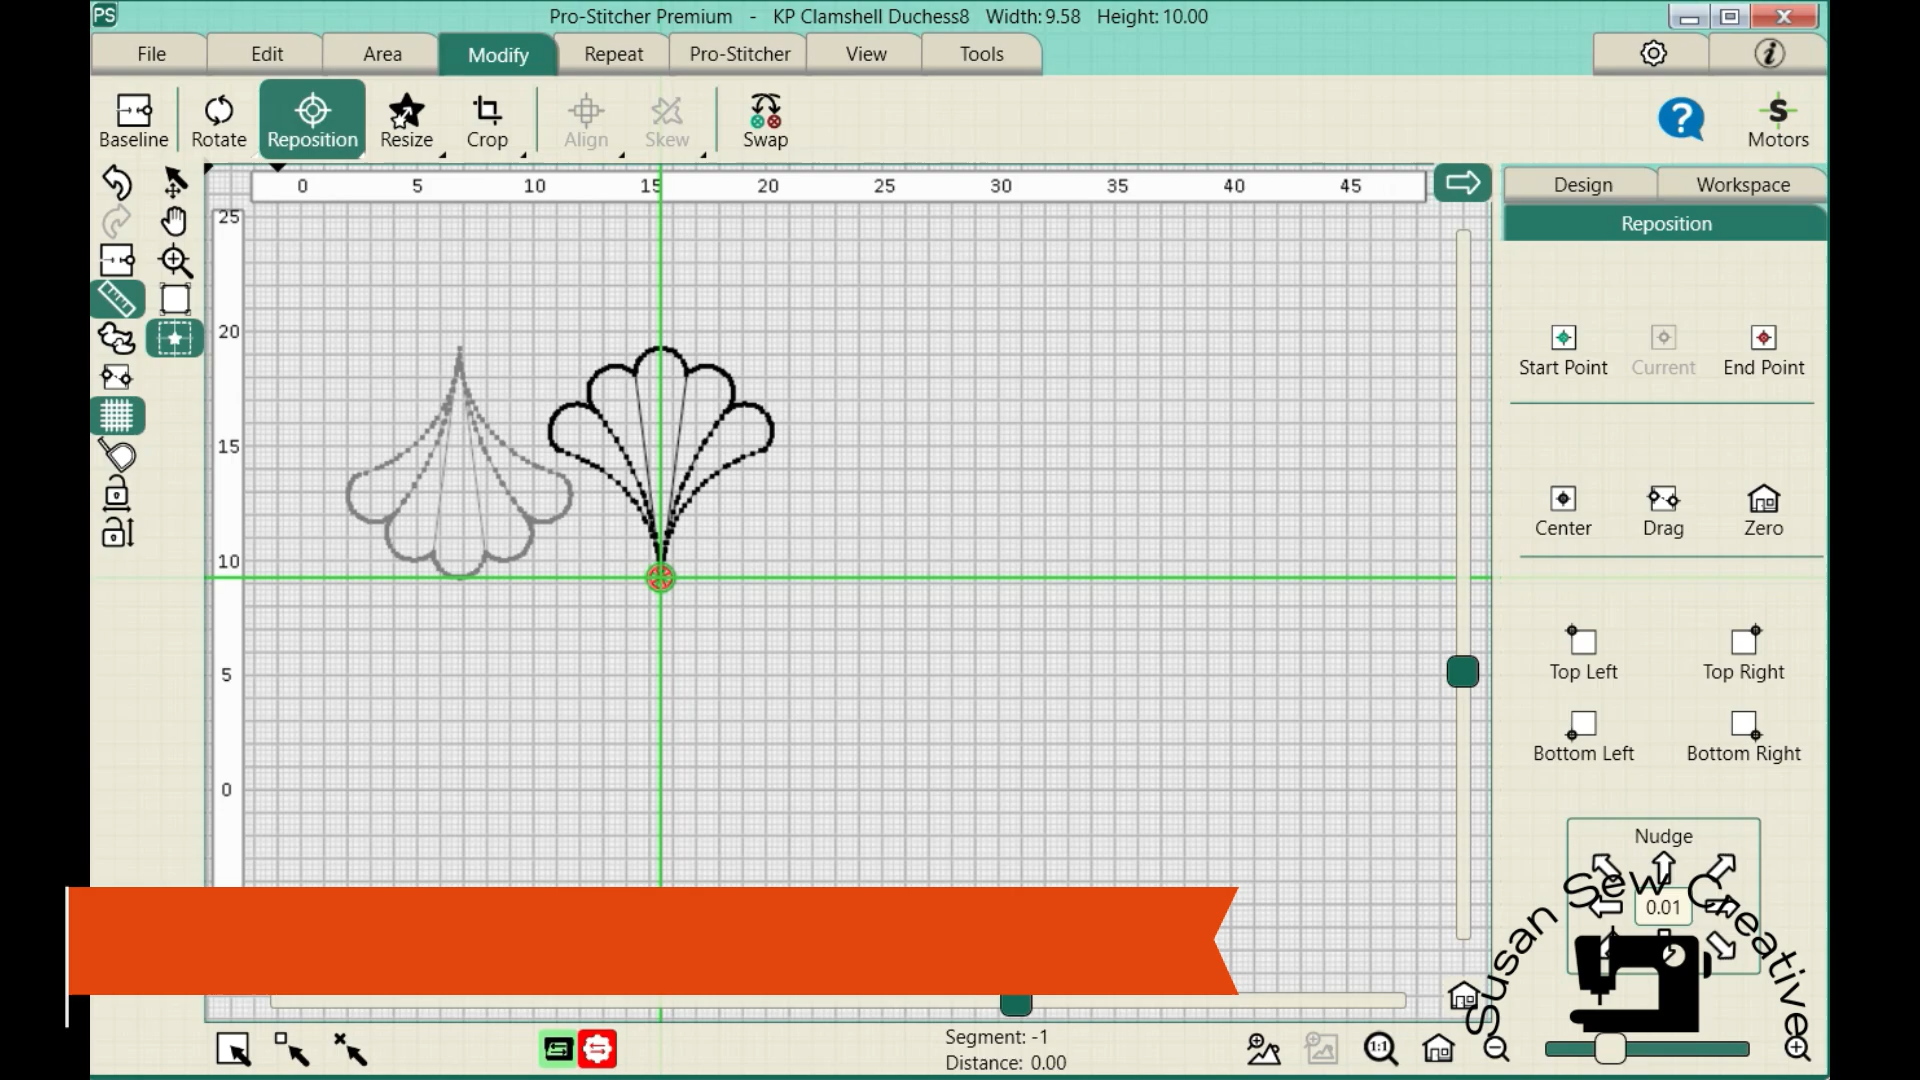 PS Pro-Stitcher Premium - KP Clamshell Duchess8 Width: 9.58 Height: 10.00
File Edit Area Modify Repeat Pro-Stitcher View Tools
Baseline Rotate Reposition Resize Crop Align Skew Swap
S
Motors
0 5 10 15 20 25 30 35 40 45
25
20
15
10
5
0
Design Workspace
Reposition
Start Point Current End Point
Center Drag Zero
Top Left Top Right
Bottom Left Bottom Right
Nudge
0.01
Susan Sew Creative
Segment: -1
Distance: 0.00
1:1